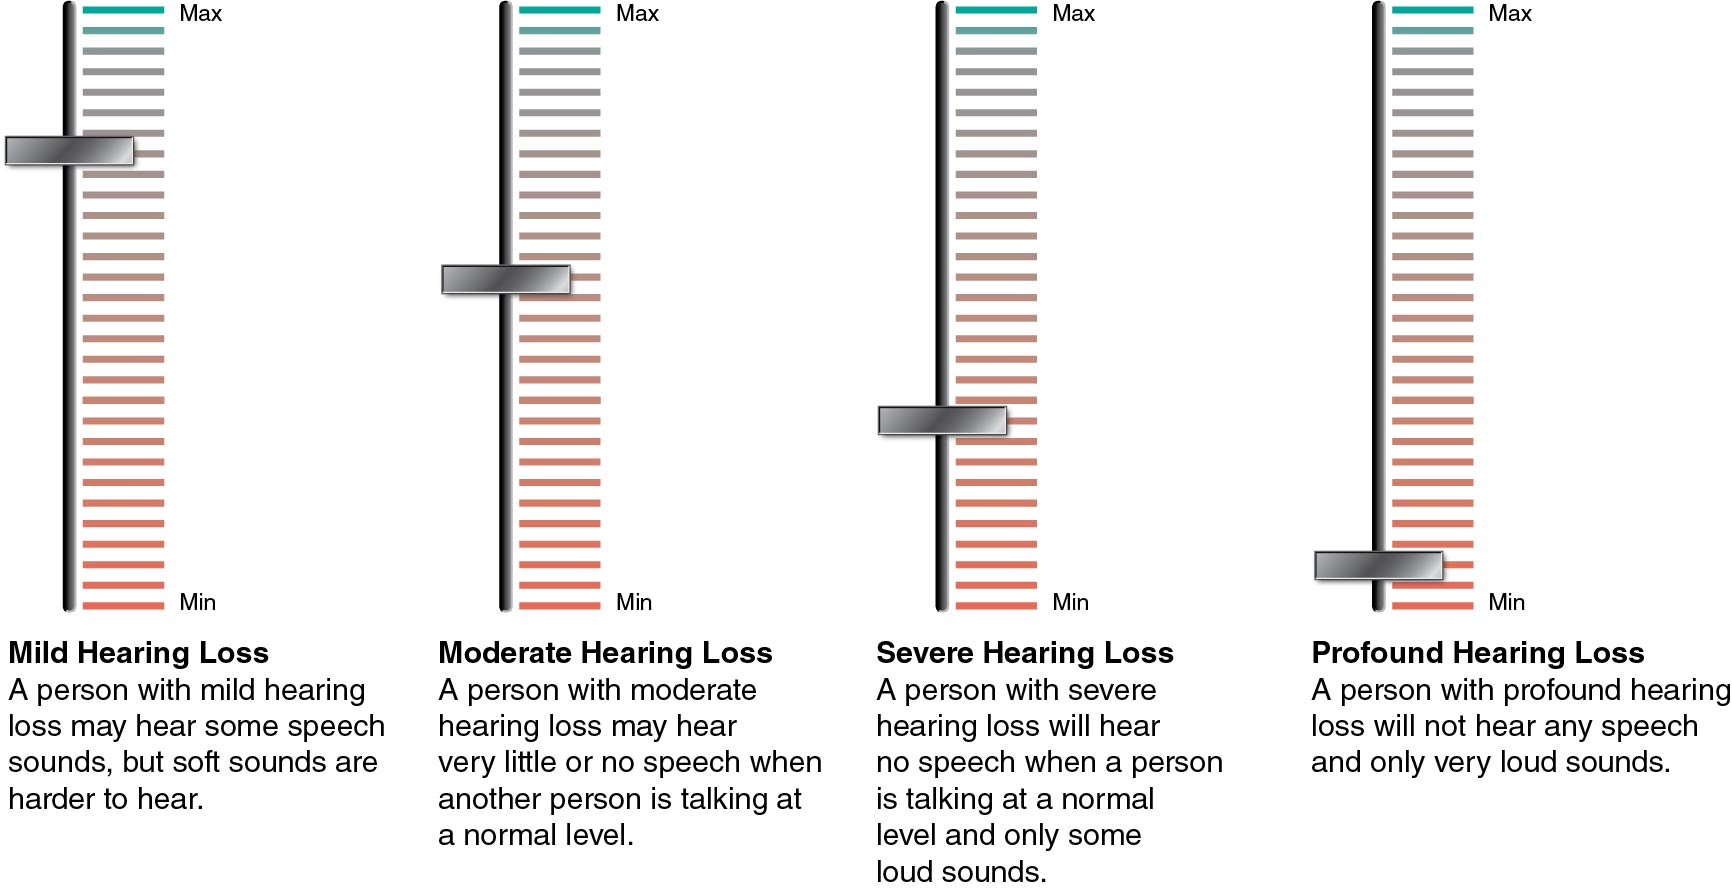 Max
Min
Mild Hearing Loss
A person with mild hearing
loss may hear some speech
sounds, but soft sounds are
harder to hear.
Max
Min
Moderate Hearing Loss
A person with moderate
hearing loss may hear
very little or no speech when
another person is talking at
a normal level.
Max
Min
Severe Hearing Loss
A person with severe
hearing loss will hear
no speech when a person
is talking at a normal
level and only some
loud sounds.
Max
Min
Profound Hearing Loss
A person with profound hearing
loss will not hear any speech
and only very loud sounds.